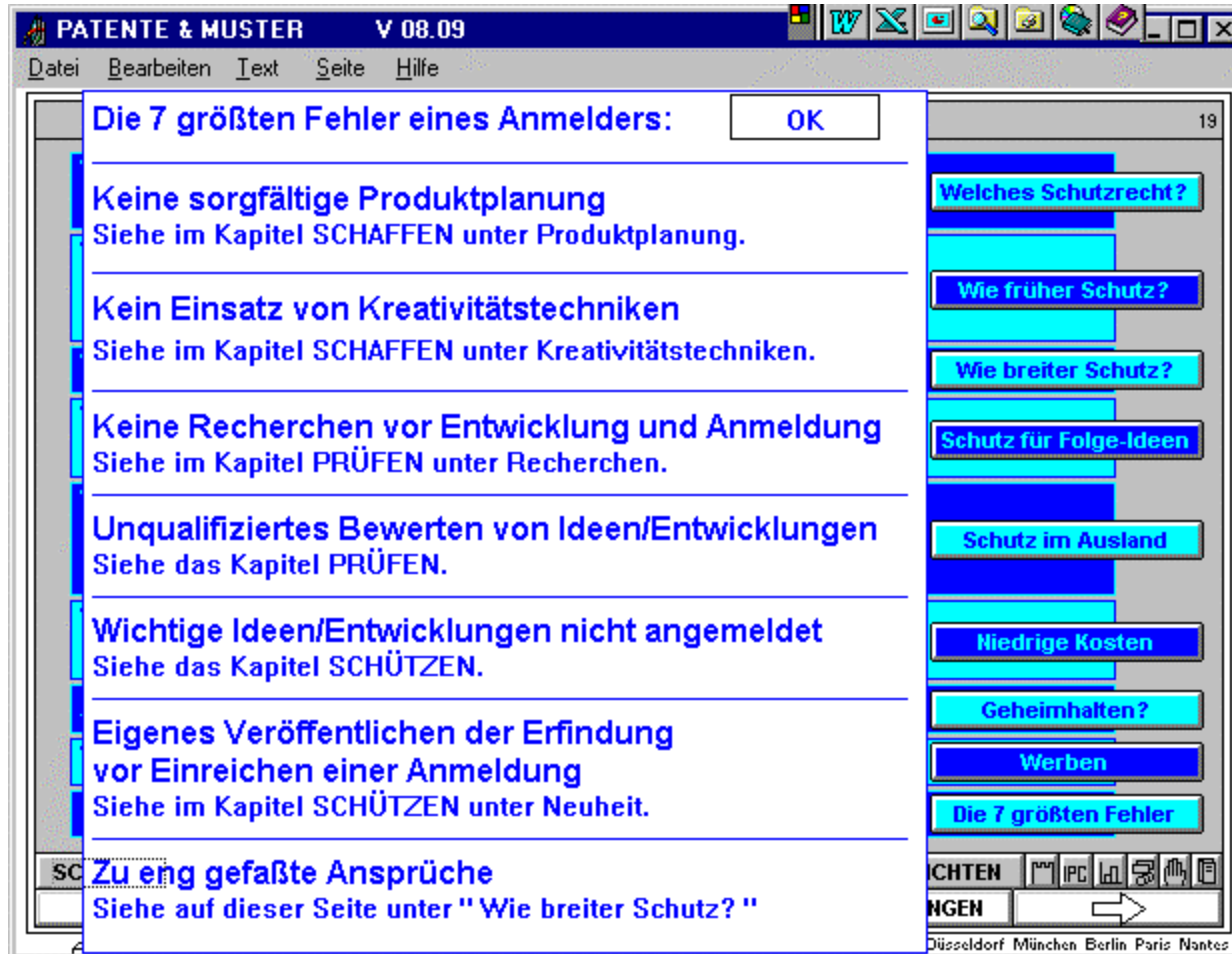 PATENTE & MUSTER V 08.09
Datei Bearbeiten Text Seite Hilfe
Die 7 größten Fehler eines Anmelders:
OK
19
Keine sorgfältige Produktplanung
Siehe im Kapitel SCHAFFEN unter Produktplanung.
Kein Einsatz von Kreativitätstechniken
Siehe im Kapitel SCHAFFEN unter Kreativitätstechniken.
Keine Recherchen vor Entwicklung und Anmeldung
Siehe im Kapitel PRÜFEN unter Recherchen.
Unqualifiziertes Bewerten von Ideen/Entwicklungen
Siehe das Kapitel PRÜFEN.
Wichtige Ideen/Entwicklungen nicht angemeldet
Siehe das Kapitel SCHÜTZEN.
Eigenes Veröffentlichen der Erfindung
vor Einreichen einer Anmeldung
Siehe im Kapitel SCHÜTZEN unter Neuheit.
Zu eng gefaßte Ansprüche
Siehe auf dieser Seite unter " Wie breiter Schutz? "
Welches Schutzrecht?
Wie früher Schutz?
Wie breiter Schutz?
Schutz für Folge-Ideen
Schutz im Ausland
Niedrige Kosten
Geheimhalten?
Werben
Die 7 größten Fehler
SC
ICHTEN
IPC
NGEN
Düsseldorf München Berlin Paris Nantes